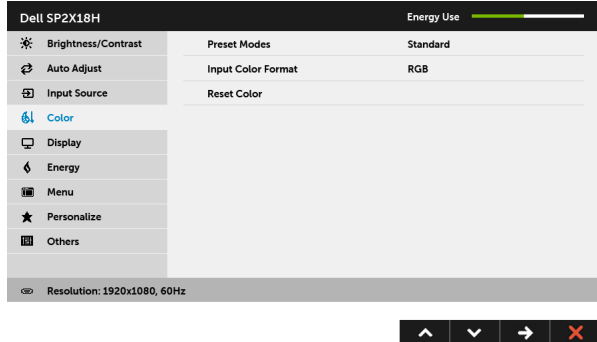 Dell SP2X18H Energy Use
Brightness/Contrast Preset Modes Standard
Auto Adjust Input Color Format RGB
Input Source Reset Color
Color
Display
Energy
Menu
Personalize
Others
Resolution: 1920x1080, 60Hz